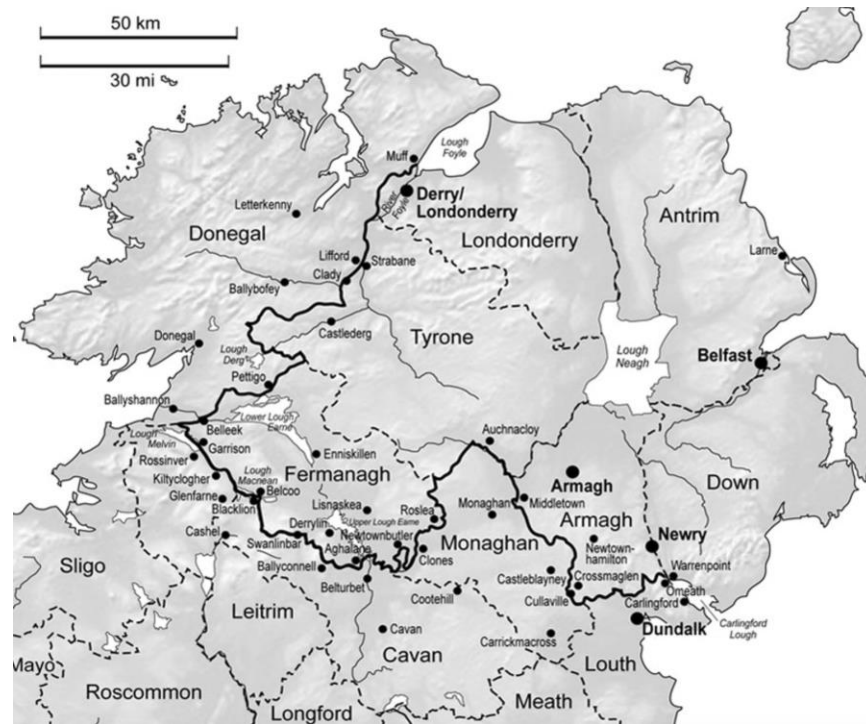 50 km
30 mi
Lough
Foyle
Muff
River
Foyle
Derry/
Londonderry
Letterkenny
Donegal
Londonderry
Antrim
Larne
Lifford
Strabane
Clady
Ballybofey
Castlederg
Tyrone
Donegal
Lough
Derg
Lough
Neagh
Belfast
Pettigo
Ballyshannon
Lower Lough
Earne
Belleek
Lough
Melvin
Garrison
Rossinver
Enniskillen
Auchnacloy
Kiltyclogher
Lough
Macnean
Fermanagh
Armagh
Down
Glenfarne
Belcoo
Blacklion
Lisnaskea
Roslea
Monaghan
Middletown
Upper Lough Earne
Armagh
Cashel
Derrylin
Newtownbutler
Monaghan
Newry
Swanlinbar
Aghalane
Clones
Newtown-
hamilton
Sligo
Ballyconnell
Castleblayney
Crossmaglen
Warrenpoint
Omeath
Belturbet
Leitrim
Cootehill
Cullaville
Carlingford
Carlingford
Lough
Dundalk
Cavan
Carrickmacross
Cavan
Louth
Mayo
Roscommon
Longford
Meath